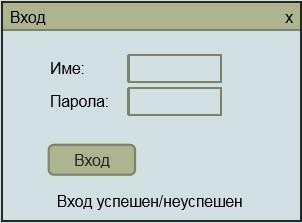 Вход x
Име:
Парола:
Вход
Вход успешен/неуспешен